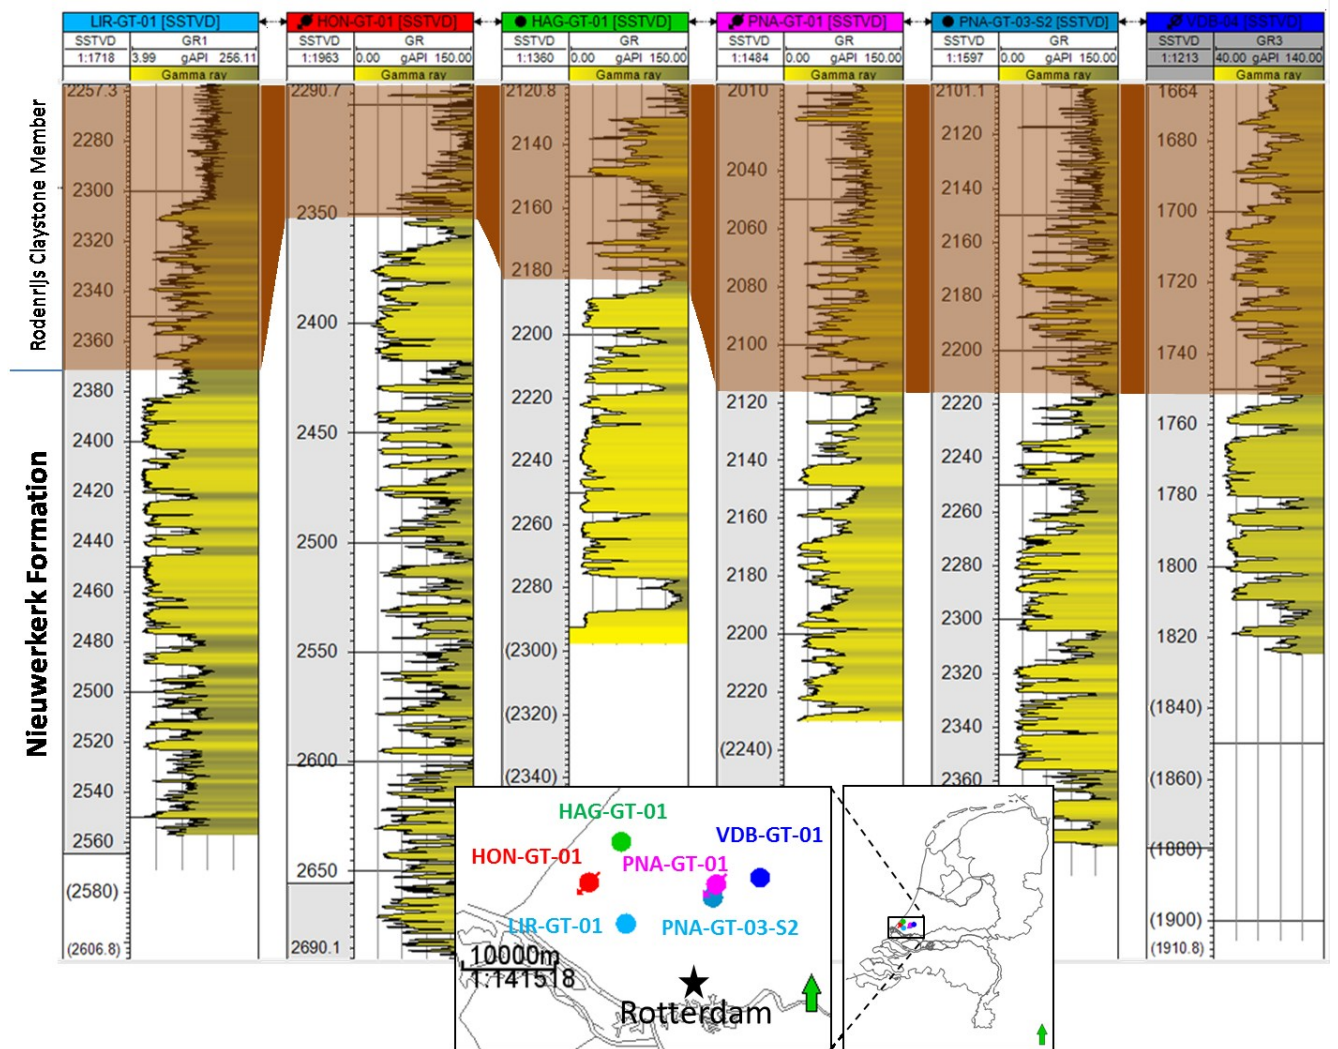 LIR-GT-01 [SSTVD]
SSTVD GR1
1:1718 3.99 gAPI 256.11
Gamma ray
2257.3
2280
2300
2320
2340
2360
2380
2400
2420
2440
2460
2480
2500
2520
2540
2560
(2580)
(2606.8)
HON-GT-01 [SSTVD]
SSTVD GR
1:1963 0.00 gAPI 150.00
Gamma ray
2290.7
2350
2400
2450
2500
2550
2600
2650
2690.1
HAG-GT-01 [SSTVD]
SSTVD GR
1:1360 0.00 gAPI 150.00
Gamma ray
2120.8
2140
2160
2180
2200
2220
2240
2260
2280
(2300)
(2320)
(2340)
PNA-GT-01 [SSTVD]
SSTVD GR
1:1484 0.00 gAPI 150.00
Gamma ray
2010
2040
2060
2080
2100
2120
2140
2160
2180
2200
2220
(2240)
PNA-GT-03-S2 [SSTVD]
SSTVD GR
1:1597 0.00 gAPI 150.00
Gamma ray
2101.1
2120
2140
2160
2180
2200
2220
2240
2260
2280
2300
2320
2340
2360
VDB-04 [SSTVD]
SSTVD GR3
1:1213 40.00 gAPI 140.00
Gamma ray
1664
1680
1700
1720
1740
1760
1780
1800
1820
(1840)
(1860)
(1880)
(1900)
(1910.8)
Rodenrijs Claystone Member
Nieuwerkerk Formation
HAG-GT-01
VDB-GT-01
HON-GT-01
PNA-GT-01
LIR-GT-01
PNA-GT-03-S2
10000m
1:141518
Rotterdam